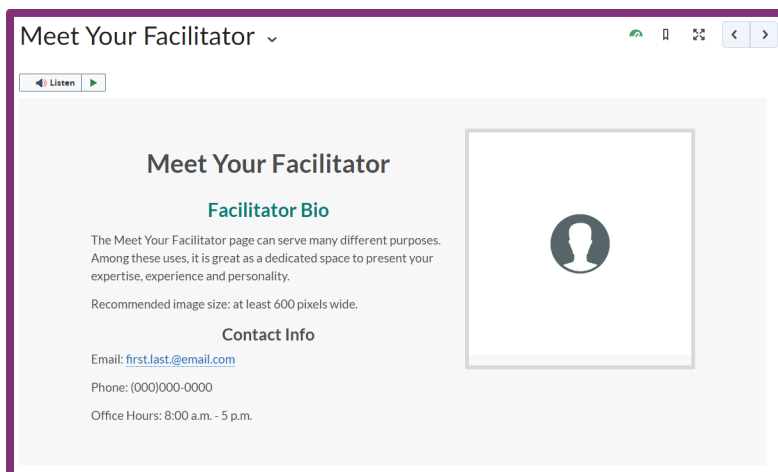 Meet Your Facilitator
Listen
Meet Your Facilitator
Facilitator Bio
The Meet Your Facilitator page can serve many different purposes.
Among these uses, it is great as a dedicated space to present your
expertise, experience and personality.
Recommended image size: at least 600 pixels wide.
Contact Info
Email: first.last.@email.com
Phone: (000)000-0000
Office Hours: 8:00 a.m. - 5 p.m.